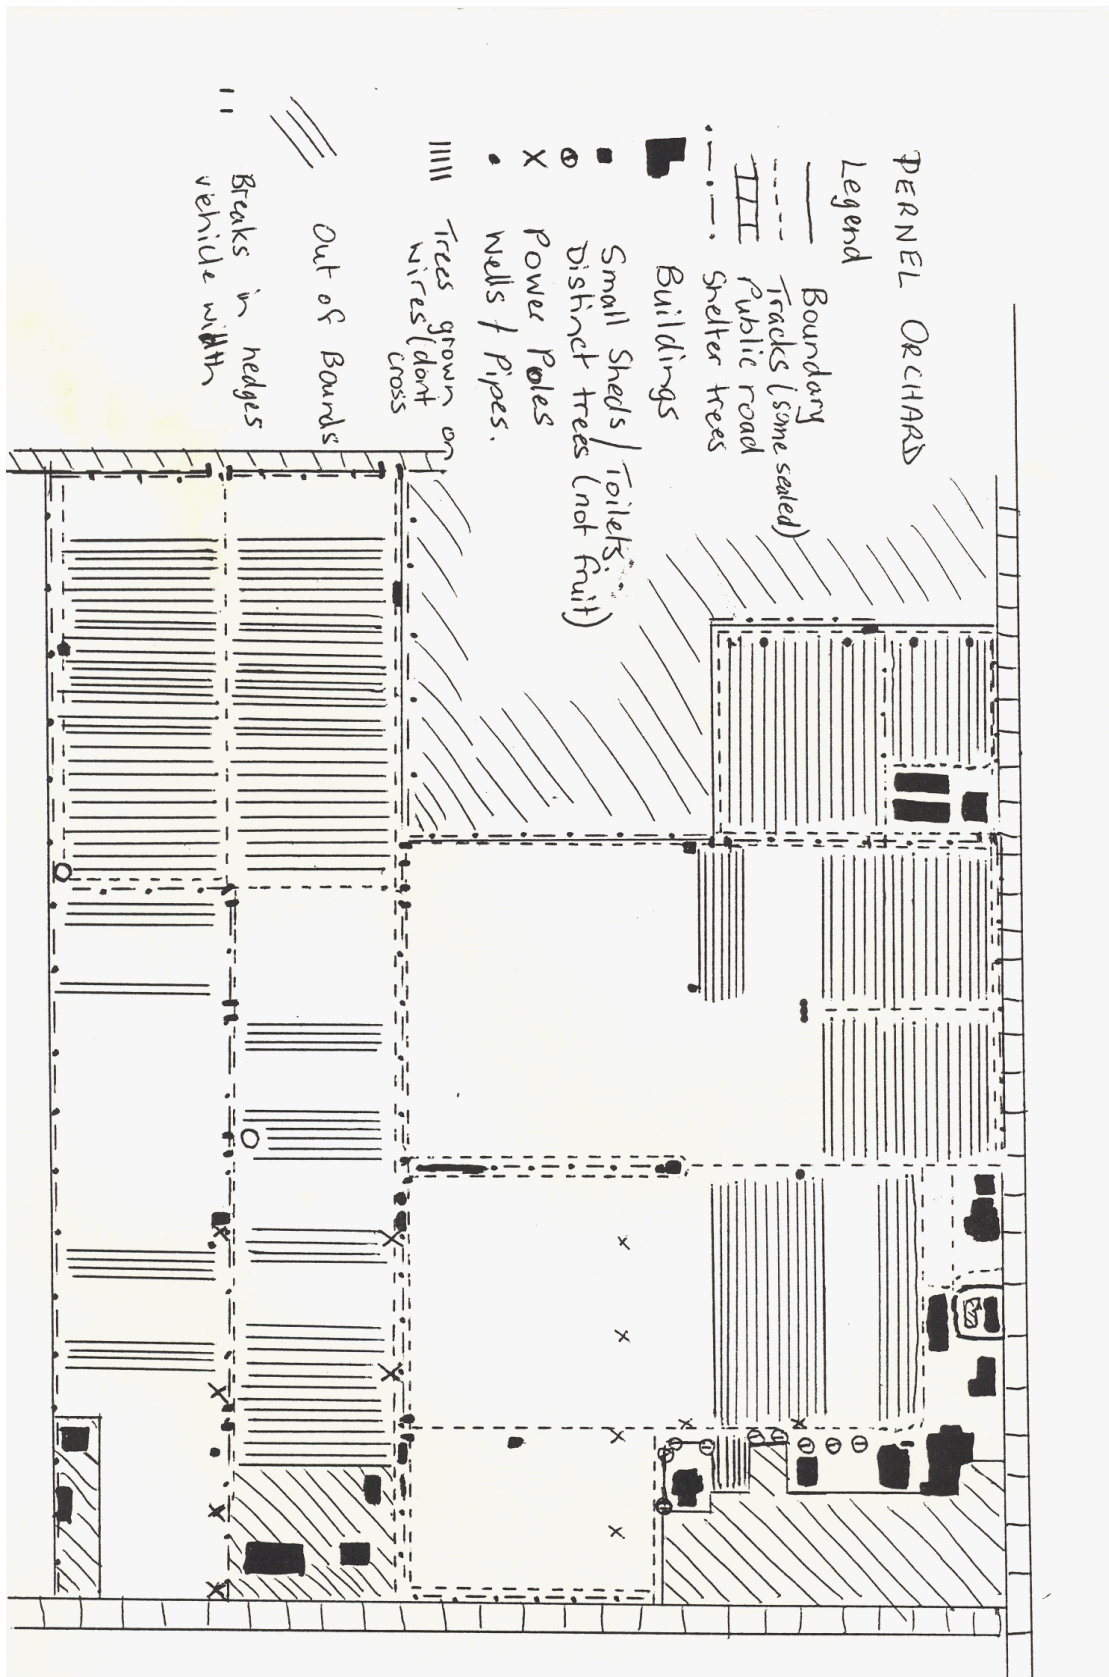 PERNEL ORCHARD
Legend
Boundary
Tracks (some sealed)
Public road
Shelter trees
Buildings
Small Sheds / Toilets.
Distinct trees (not fruit)
Power Poles
Wells / Pipes.
Trees grown on
wires (dont
cross
Out of Bounds
Breaks in hedges
vehicle width